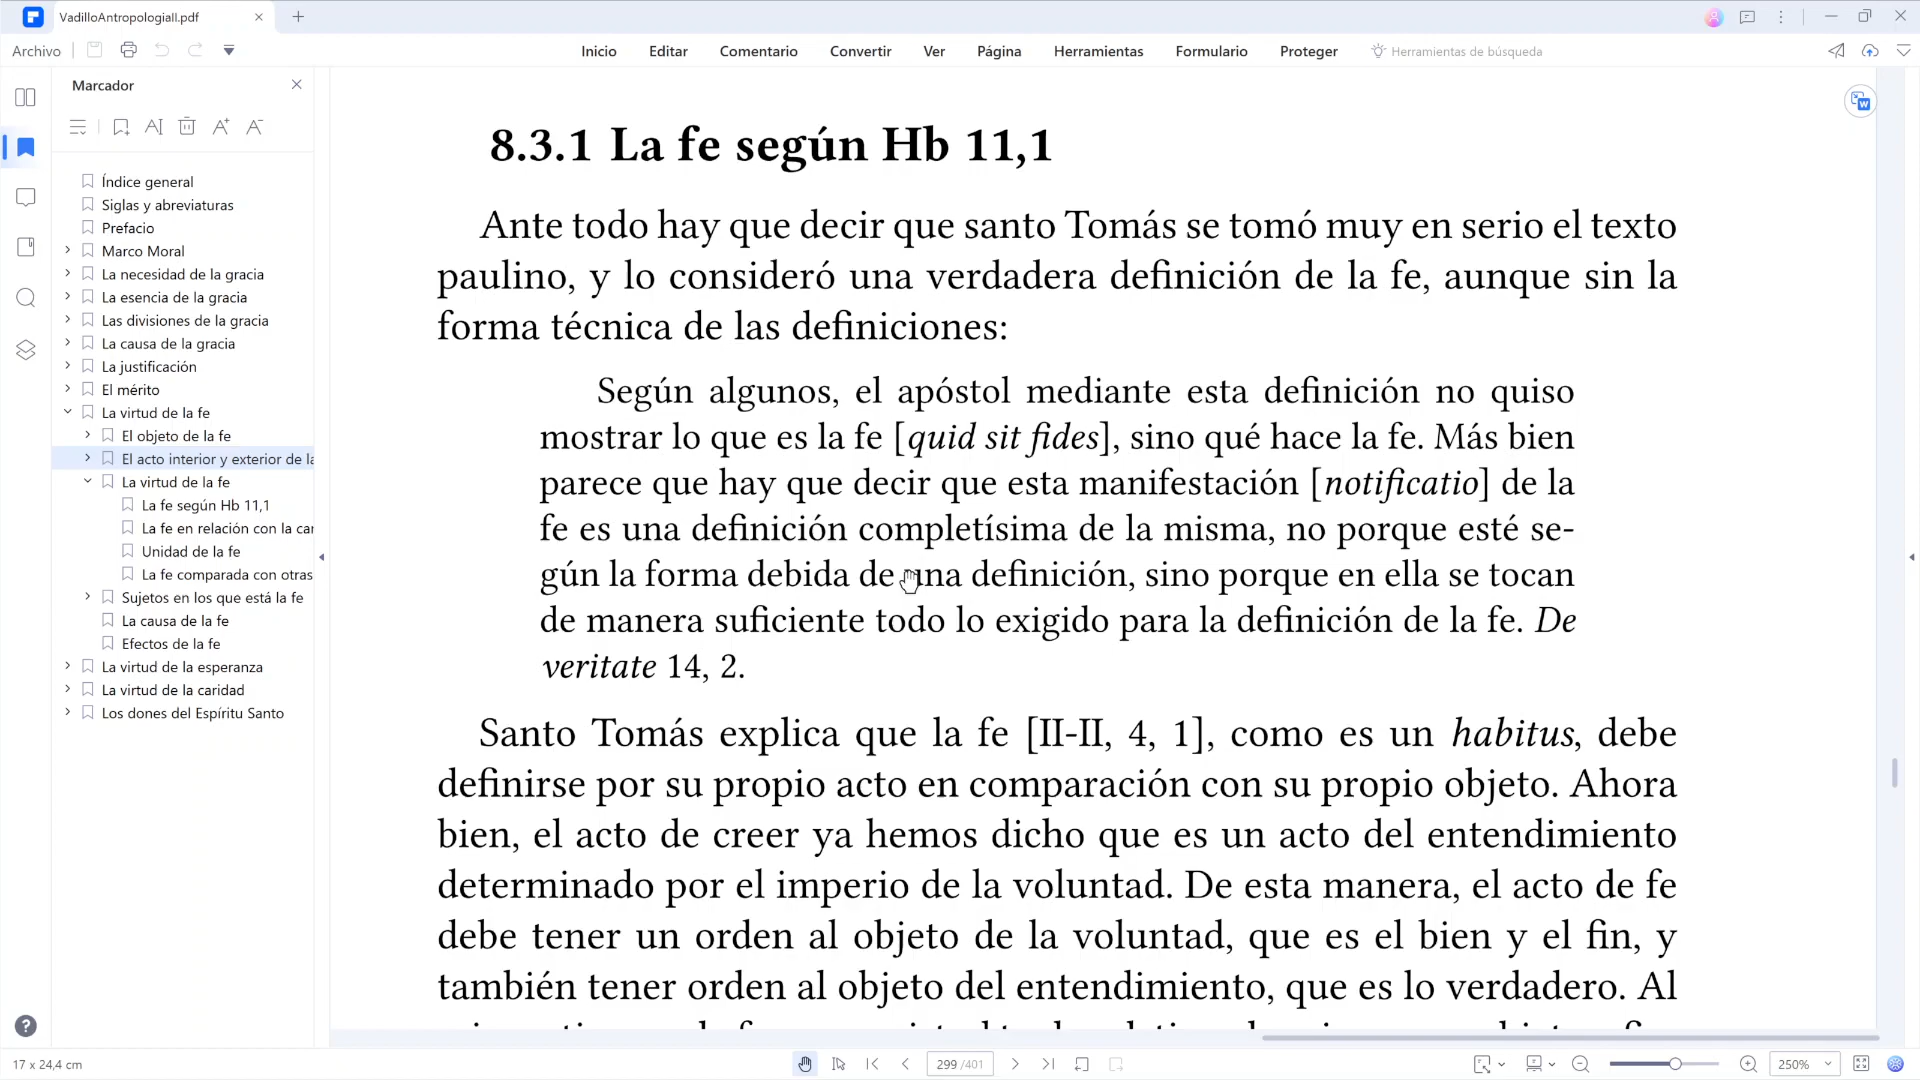 VadilloAntropologiaII.pdf
Archivo
Inicio
Editar
Comentario
Convertir
Ver
Página
Herramientas
Formulario
Proteger
Herramientas de búsqueda
Marcador
Índice general
Siglas y abreviaturas
Prefacio
Marco Moral
La necesidad de la gracia
La esencia de la gracia
Las divisiones de la gracia
La causa de la gracia
La justificación
El mérito
La virtud de la fe
El objeto de la fe
El acto interior y exterior de la
La virtud de la fe
La fe según Hb 11,1
La fe en relación con la car
Unidad de la fe
La fe comparada con otras
Sujetos en los que está la fe
La causa de la fe
Efectos de la fe
La virtud de la esperanza
La virtud de la caridad
Los dones del Espíritu Santo
8.3.1 La fe según Hb 11,1
Ante todo hay que decir que santo Tomás se tomó muy en serio el texto
paulino, y lo consideró una verdadera definición de la fe, aunque sin la
forma técnica de las definiciones:
Según algunos, el apóstol mediante esta definición no quiso
mostrar lo que es la fe [quid sit fides], sino qué hace la fe. Más bien
parece que hay que decir que esta manifestación [notificatio] de la
fe es una definición completísima de la misma, no porque esté se-
gún la forma debida de una definición, sino porque en ella se tocan
de manera suficiente todo lo exigido para la definición de la fe. De
veritate 14, 2.
Santo Tomás explica que la fe [II-II, 4, 1], como es un habitus, debe
definirse por su propio acto en comparación con su propio objeto. Ahora
bien, el acto de creer ya hemos dicho que es un acto del entendimiento
determinado por el imperio de la voluntad. De esta manera, el acto de fe
debe tener un orden al objeto de la voluntad, que es el bien y el fin, y
también tener orden al objeto del entendimiento, que es lo verdadero. Al
17 x 24,4 cm
299 /401
250%